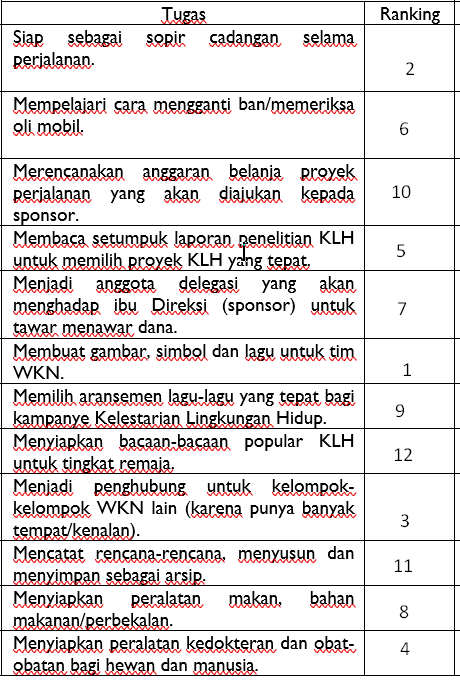 Tugas Ranking
Siap sebagai sopir cadangan selama
perjalanan.
2
Mempelajari cara mengganti ban/memeriksa
oli mobil.
6
Merencanakan anggaran belanja proyek
perjalanan yang akan diajukan kepada
sponsor.
10
Membaca setumpuk laporan penelitian KLH
untuk memilih proyek KLH yang tepat.
5
Menjadi anggota delegasi yang akan
menghadap ibu Direksi (sponsor) untuk
tawar menawar dana.
7
Membuat gambar, simbol dan lagu untuk tim
WKN.
1
Memilih aransemen lagu-lagu yang tepat bagi
kampanye Kelestarian Lingkungan Hidup.
9
Menyiapkan bacaan-bacaan popular KLH
untuk tingkat remaja.
12
Menjadi penghubung untuk kelompok-
kelompok WKN lain (karena punya banyak
tempat/kenalan).
3
Mencatat rencana-rencana, menyusun dan
menyimpan sebagai arsip.
11
Menyiapkan peralatan makan, bahan
makanan/perbekalan.
8
Menyiapkan peralatan kedokteran dan obat-
obatan bagi hewan dan manusia.
4